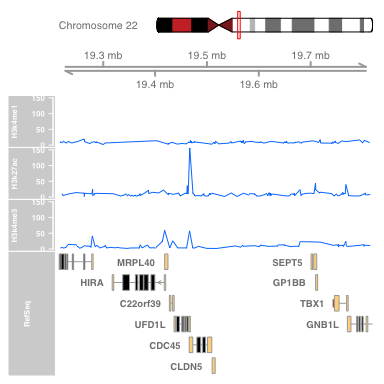 Chromosome 22
19.3 mb
19.5 mb
19.7 mb
19.4 mb
19.6 mb
H3k4me1
150
100
50
0
H3k27ac
150
100
50
0
H3k4me3
150
100
50
0
RefSeq
MRPL40
SEPT5
HIRA
GP1BB
C22orf39
TBX1
UFD1L
GNB1L
CDC45
CLDN5